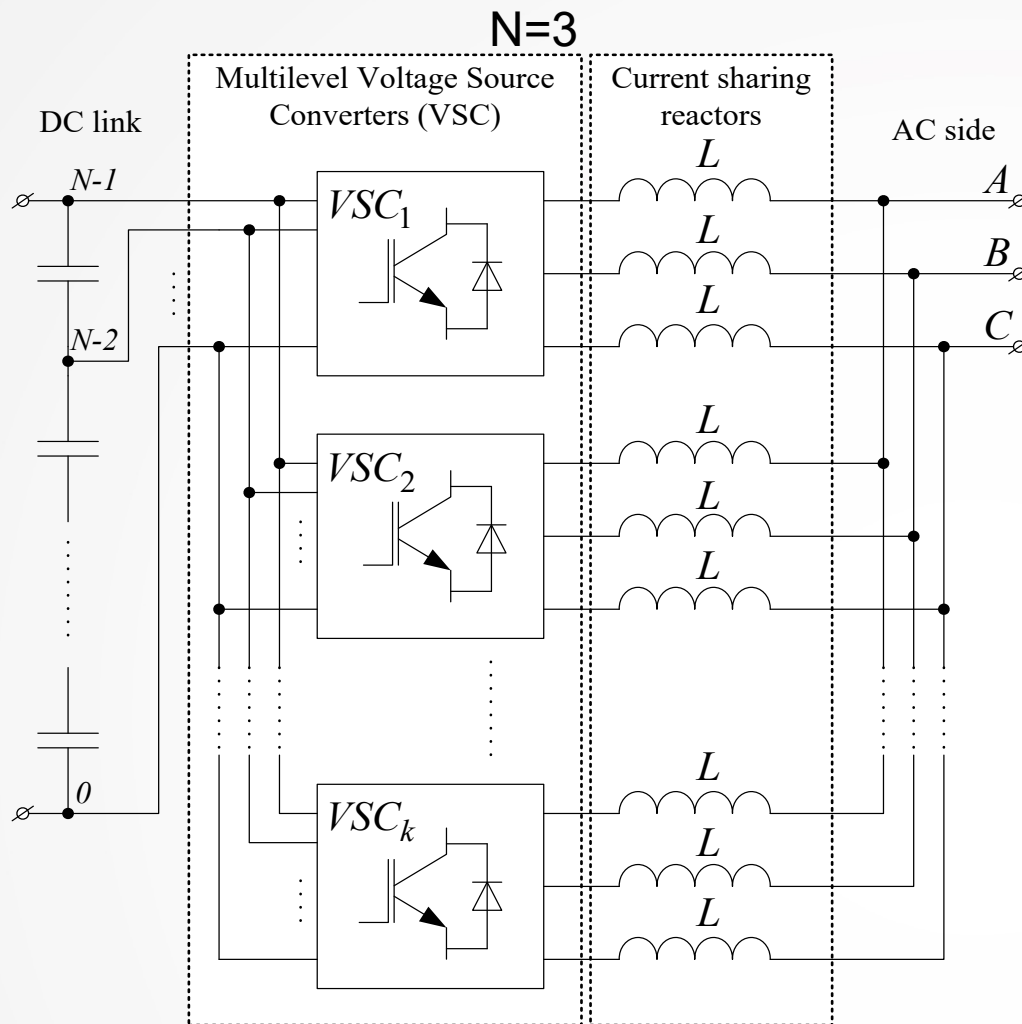 N=3
Multilevel Voltage Source
Converters (VSC)
Current sharing
reactors
DC link
AC side
N-1
N-2
0
VSC1
VSC2
VSCk
L
L
L
L
L
L
L
L
L
A
B
C